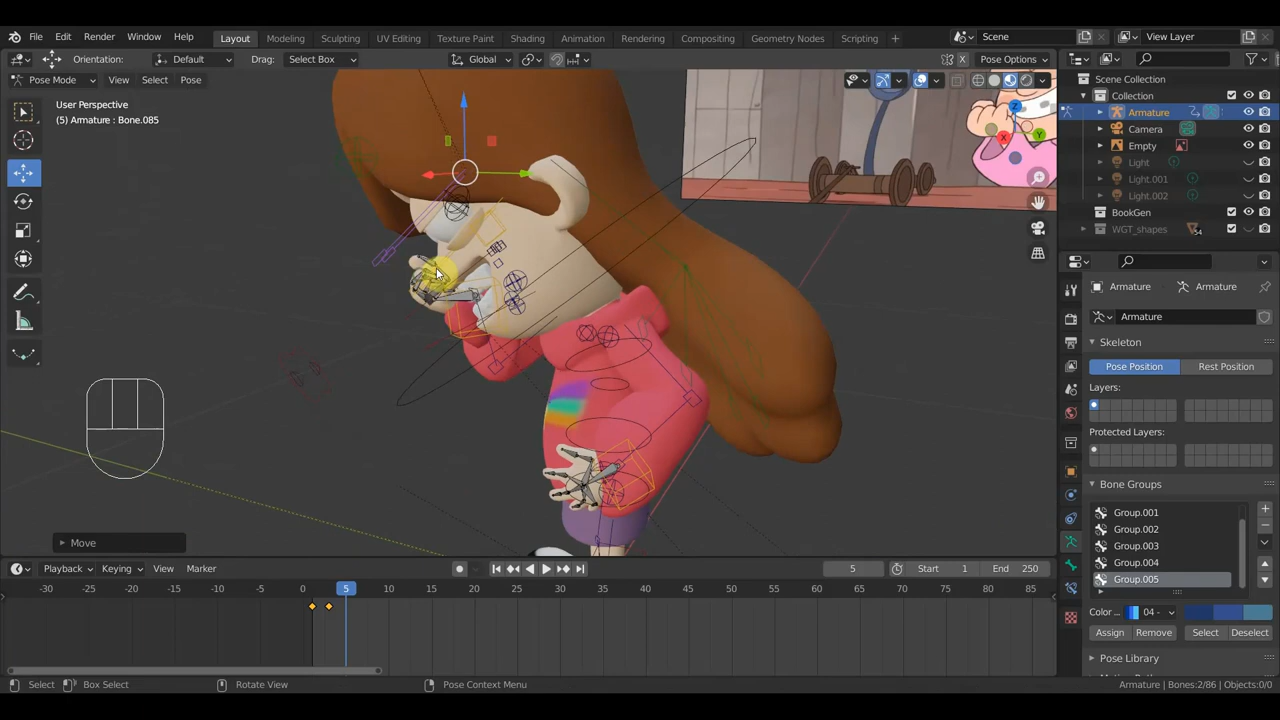 File Edit Render Window Help Layout Modeling Sculpting UV Editing Texture Paint Shading Animation Rendering Compositing Geometry Nodes Scripting + Scene View Layer
Orientation: Default Drag: Select Box Global X Pose Options
Pose Mode View Select Pose
User Perspective
(5) Armature : Bone.085
Z
X
Y
Move
Scene Collection
Collection
Armature
Camera
Empty
Light
Light.001
Light.002
BookGen
WGT_shapes
Armature Armature
Armature
Skeleton
Pose Position Rest Position
Layers:
Protected Layers:
Bone Groups
Group.001
Group.002
Group.003
Group.004
Group.005
Color ... 04 -
Assign Remove Select Deselect
Pose Library
Playback Keying View Marker 5 Start 1 End 250
-30 -25 -20 -15 -10 -5 0 5 10 15 20 25 30 35 40 45 50 55 60 65 70 75 80 85
Select Box Select Rotate View Pose Context Menu Armature | Bones:2/86 | Objects:0/0